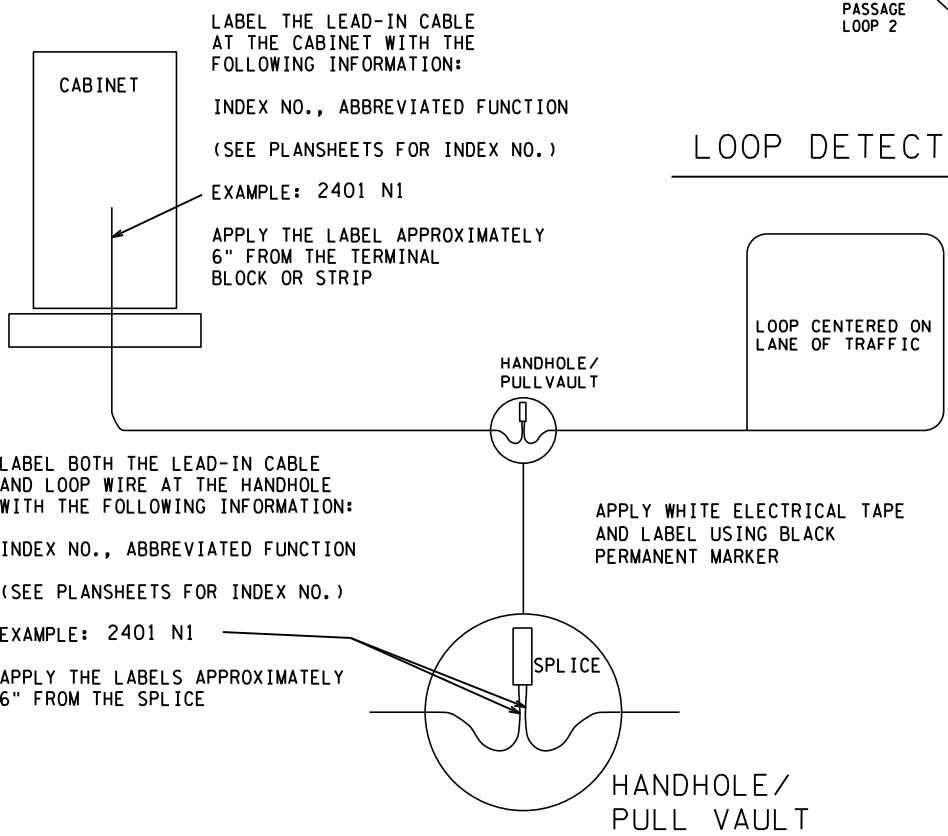 LABEL THE LEAD-IN CABLE
AT THE CABINET WITH THE
FOLLOWING INFORMATION:
INDEX NO., ABBREVIATED FUNCTION
(SEE PLANSHEETS FOR INDEX NO.)
EXAMPLE: 2401 N1
APPLY THE LABEL APPROXIMATELY
6" FROM THE TERMINAL
BLOCK OR STRIP
CABINET
PASSAGE
LOOP 2
LOOP DETECT
LOOP CENTERED ON
LANE OF TRAFFIC
HANDHOLE/
PULLVAULT
LABEL BOTH THE LEAD-IN CABLE
AND LOOP WIRE AT THE HANDHOLE
WITH THE FOLLOWING INFORMATION:
INDEX NO., ABBREVIATED FUNCTION
(SEE PLANSHEETS FOR INDEX NO.)
EXAMPLE: 2401 N1
APPLY THE LABELS APPROXIMATELY
6" FROM THE SPLICE
APPLY WHITE ELECTRICAL TAPE
AND LABEL USING BLACK
PERMANENT MARKER
SPLICE
HANDHOLE/
PULL VAULT